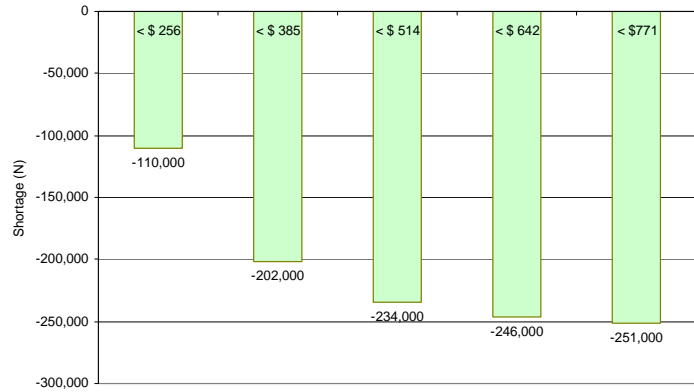 0
-50,000
-100,000
-150,000
-200,000
-250,000
-300,000
Shortage (N)
< $ 256
< $ 385
< $ 514
< $ 642
< $771
-110,000
-202,000
-234,000
-246,000
-251,000